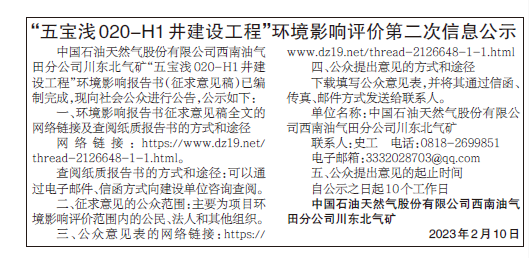 “五宝浅020-H1井建设工程”环境影响评价第二次信息公示
中国石油天然气股份有限公司西南油气
田分公司川东北气矿“五宝浅020-H1井建
设工程”环境影响报告书（征求意见稿）已编
制完成，现向社会公众进行公告，公示如下：
一、环境影响报告书征求意见稿全文的
网络链接及查阅纸质报告书的方式和途径
网络链接：https://www.dz19.net/
thread-2126648-1-1.html。
查阅纸质报告书的方式和途径：可以通
过电子邮件、信函方式向建设单位咨询查阅。
二、征求意见的公众范围：主要为项目环
境影响评价范围内的公民、法人和其他组织。
三、公众意见表的网络链接：https://
www.dz19.net/thread-2126648-1-1.html
四、公众提出意见的方式和途径
下载填写公众意见表，并将其通过信函、
传真、邮件方式发送给联系人。
单位名称：中国石油天然气股份有限公
司西南油气田分公司川东北气矿
联系人：史工 电话：0818-2699851
电子邮箱：3332028703@qq.com
五、公众提出意见的起止时间
自公示之日起10个工作日
中国石油天然气股份有限公司西南油气
田分公司川东北气矿
2023年2月10日